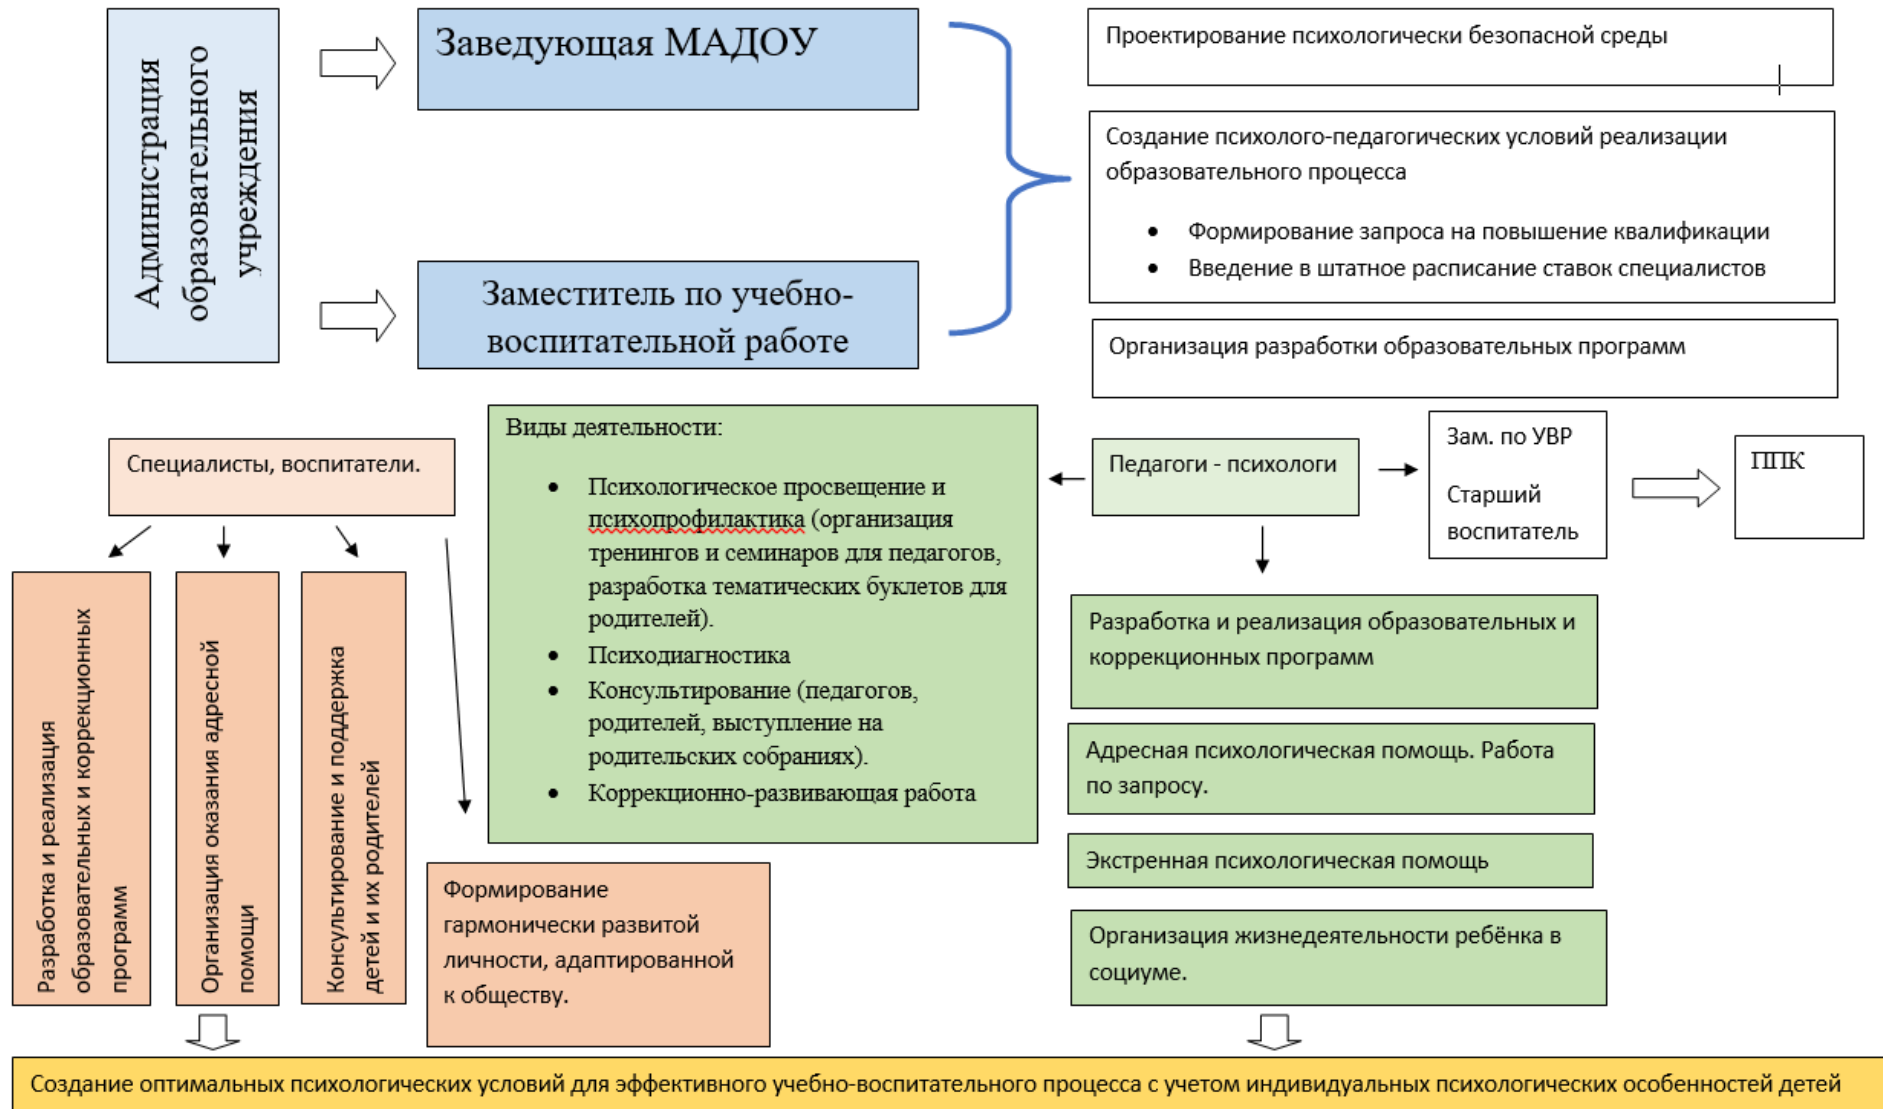 Администрация
образовательного
учреждения
Заведующая МАДОУ
Заместитель по учебно-
воспитательной работе
Проектирование психологически безопасной среды
Создание психолого-педагогических условий реализации
образовательного процесса
• Формирование запроса на повышение квалификации
• Введение в штатное расписание ставок специалистов
Организация разработки образовательных программ
Специалисты, воспитатели.
Разработка и реализация
образовательных и коррекционных
программ
Организация оказания адресной
помощи
Консультирование и поддержка
детей и их родителей
Формирование
гармонически развитой
личности, адаптированной
к обществу.
Виды деятельности:
• Психологическое просвещение и
психопрофилактика (организация
тренингов и семинаров для педагогов,
разработка тематических буклетов для
родителей).
• Психодиагностика
• Консультирование (педагогов,
родителей, выступление на
родительских собраниях).
• Коррекционно-развивающая работа
Педагоги - психологи
Зам. по УВР
Старший
воспитатель
ППК
Разработка и реализация образовательных и
коррекционных программ
Адресная психологическая помощь. Работа
по запросу.
Экстренная психологическая помощь
Организация жизнедеятельности ребёнка в
социуме.
Создание оптимальных психологических условий для эффективного учебно-воспитательного процесса с учетом индивидуальных психологических особенностей детей